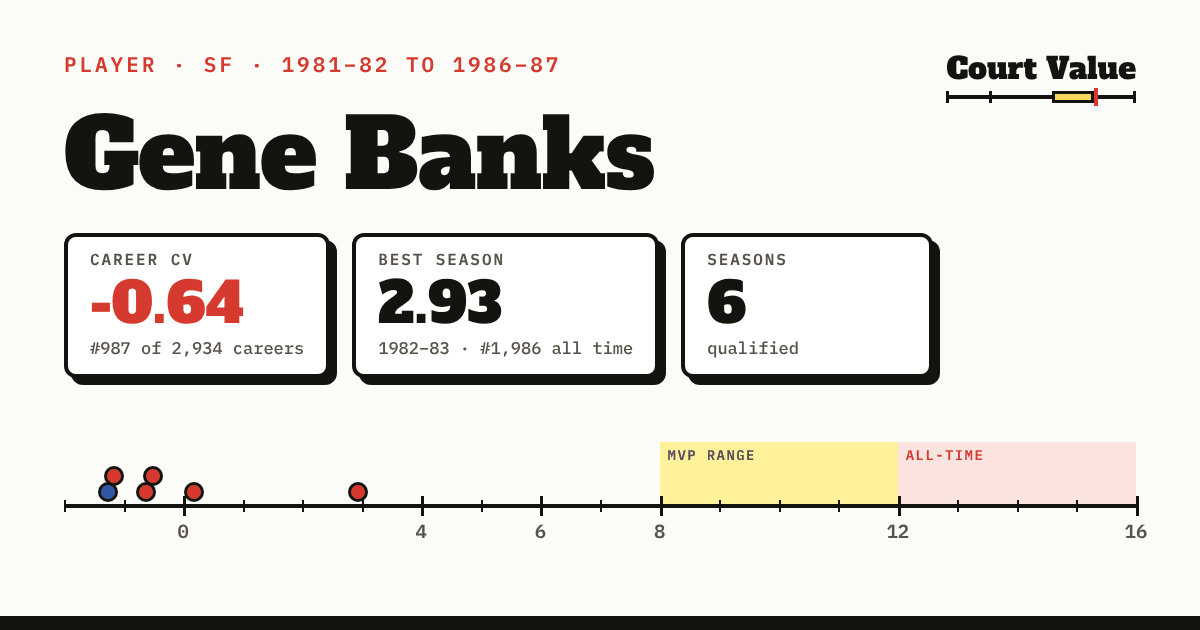 PLAYER · SF · 1981–82 TO 1986–87
Court Value
Gene Banks
CAREER CV
-0.64
#987 of 2,934 careers
BEST SEASON
2.93
1982–83 · #1,986 all time
SEASONS
6
qualified
MVP RANGE
ALL-TIME
0 4 6 8 12 16